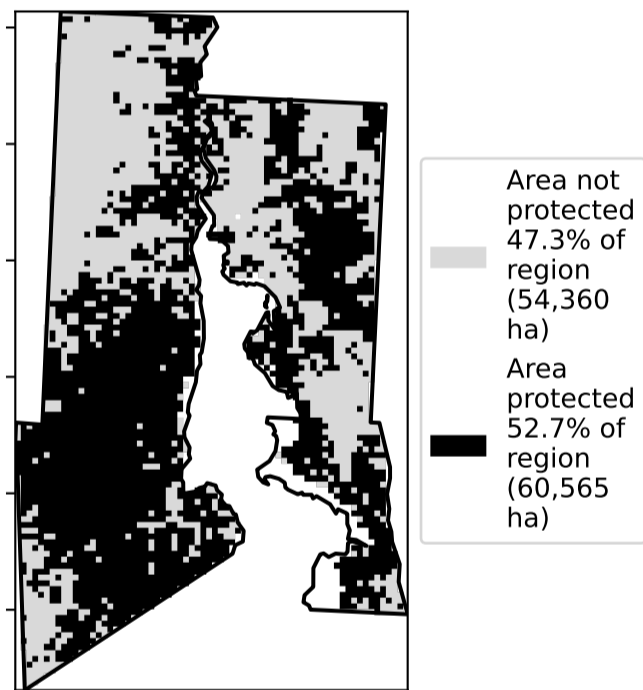 Area not
protected
47.3% of
region
(54,360
ha)
Area
protected
52.7% of
region
(60,565
ha)